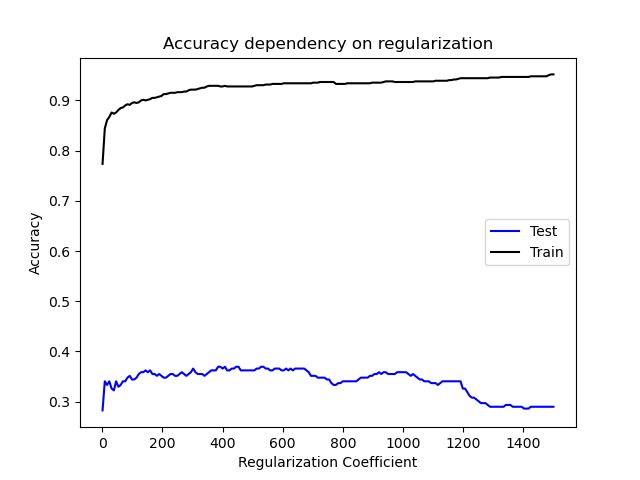 Accuracy dependency on regularization
Accuracy
0.9
0.8
0.7
0.6
0.5
0.4
0.3
Test
Train
0 200 400 600 800 1000 1200 1400
Regularization Coefficient